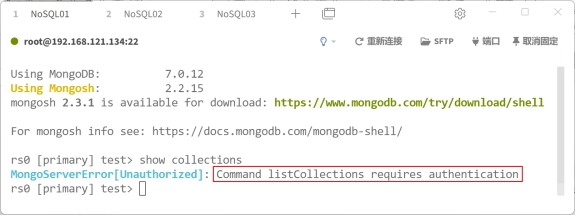 1 NoSQL01 2 NoSQL02 3 NoSQL03
root@192.168.121.134:22 重新连接 SFTP 端口 取消固定
Using MongoDB: 7.0.12
Using Mongosh: 2.2.15
mongosh 2.3.1 is available for download: https://www.mongodb.com/try/download/shell
For mongosh info see: https://docs.mongodb.com/mongodb-shell/
rs0 [primary] test> show collections
MongoServerError[Unauthorized]: Command listCollections requires authentication
rs0 [primary] test>